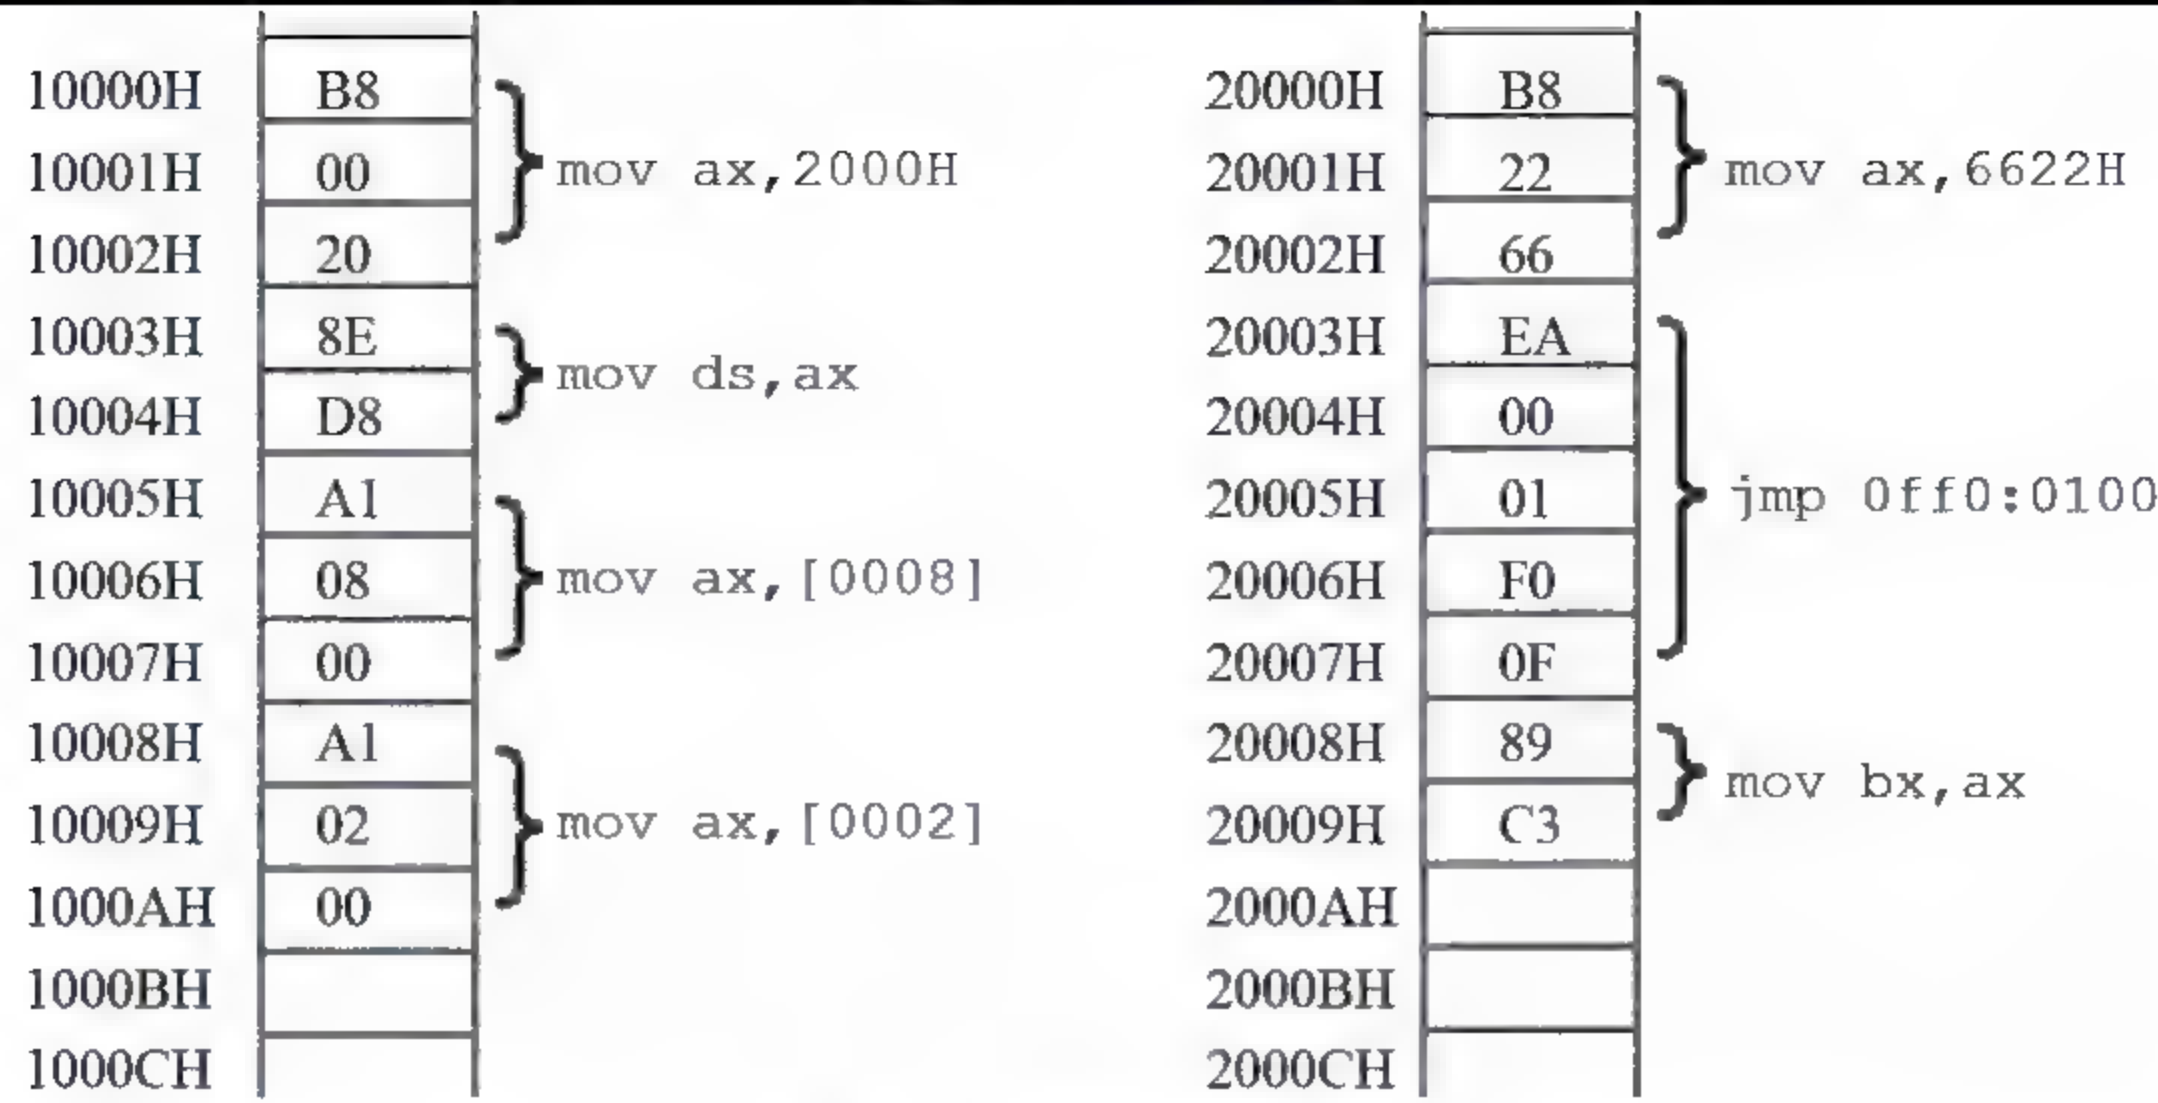 10000H B8
10001H 00
mov ax,2000H
10002H 20
10003H 8E
mov ds,ax
10004H D8
10005H A1
10006H 08
mov ax,[0008]
10007H 00
10008H A1
10009H 02
mov ax,[0002]
1000AH 00
1000BH
1000CH
20000H B8
20001H 22
mov ax,6622H
20002H 66
20003H EA
20004H 00
20005H 01
jmp 0ff0:0100
20006H F0
20007H 0F
20008H 89
mov bx,ax
20009H C3
2000AH
2000BH
2000CH